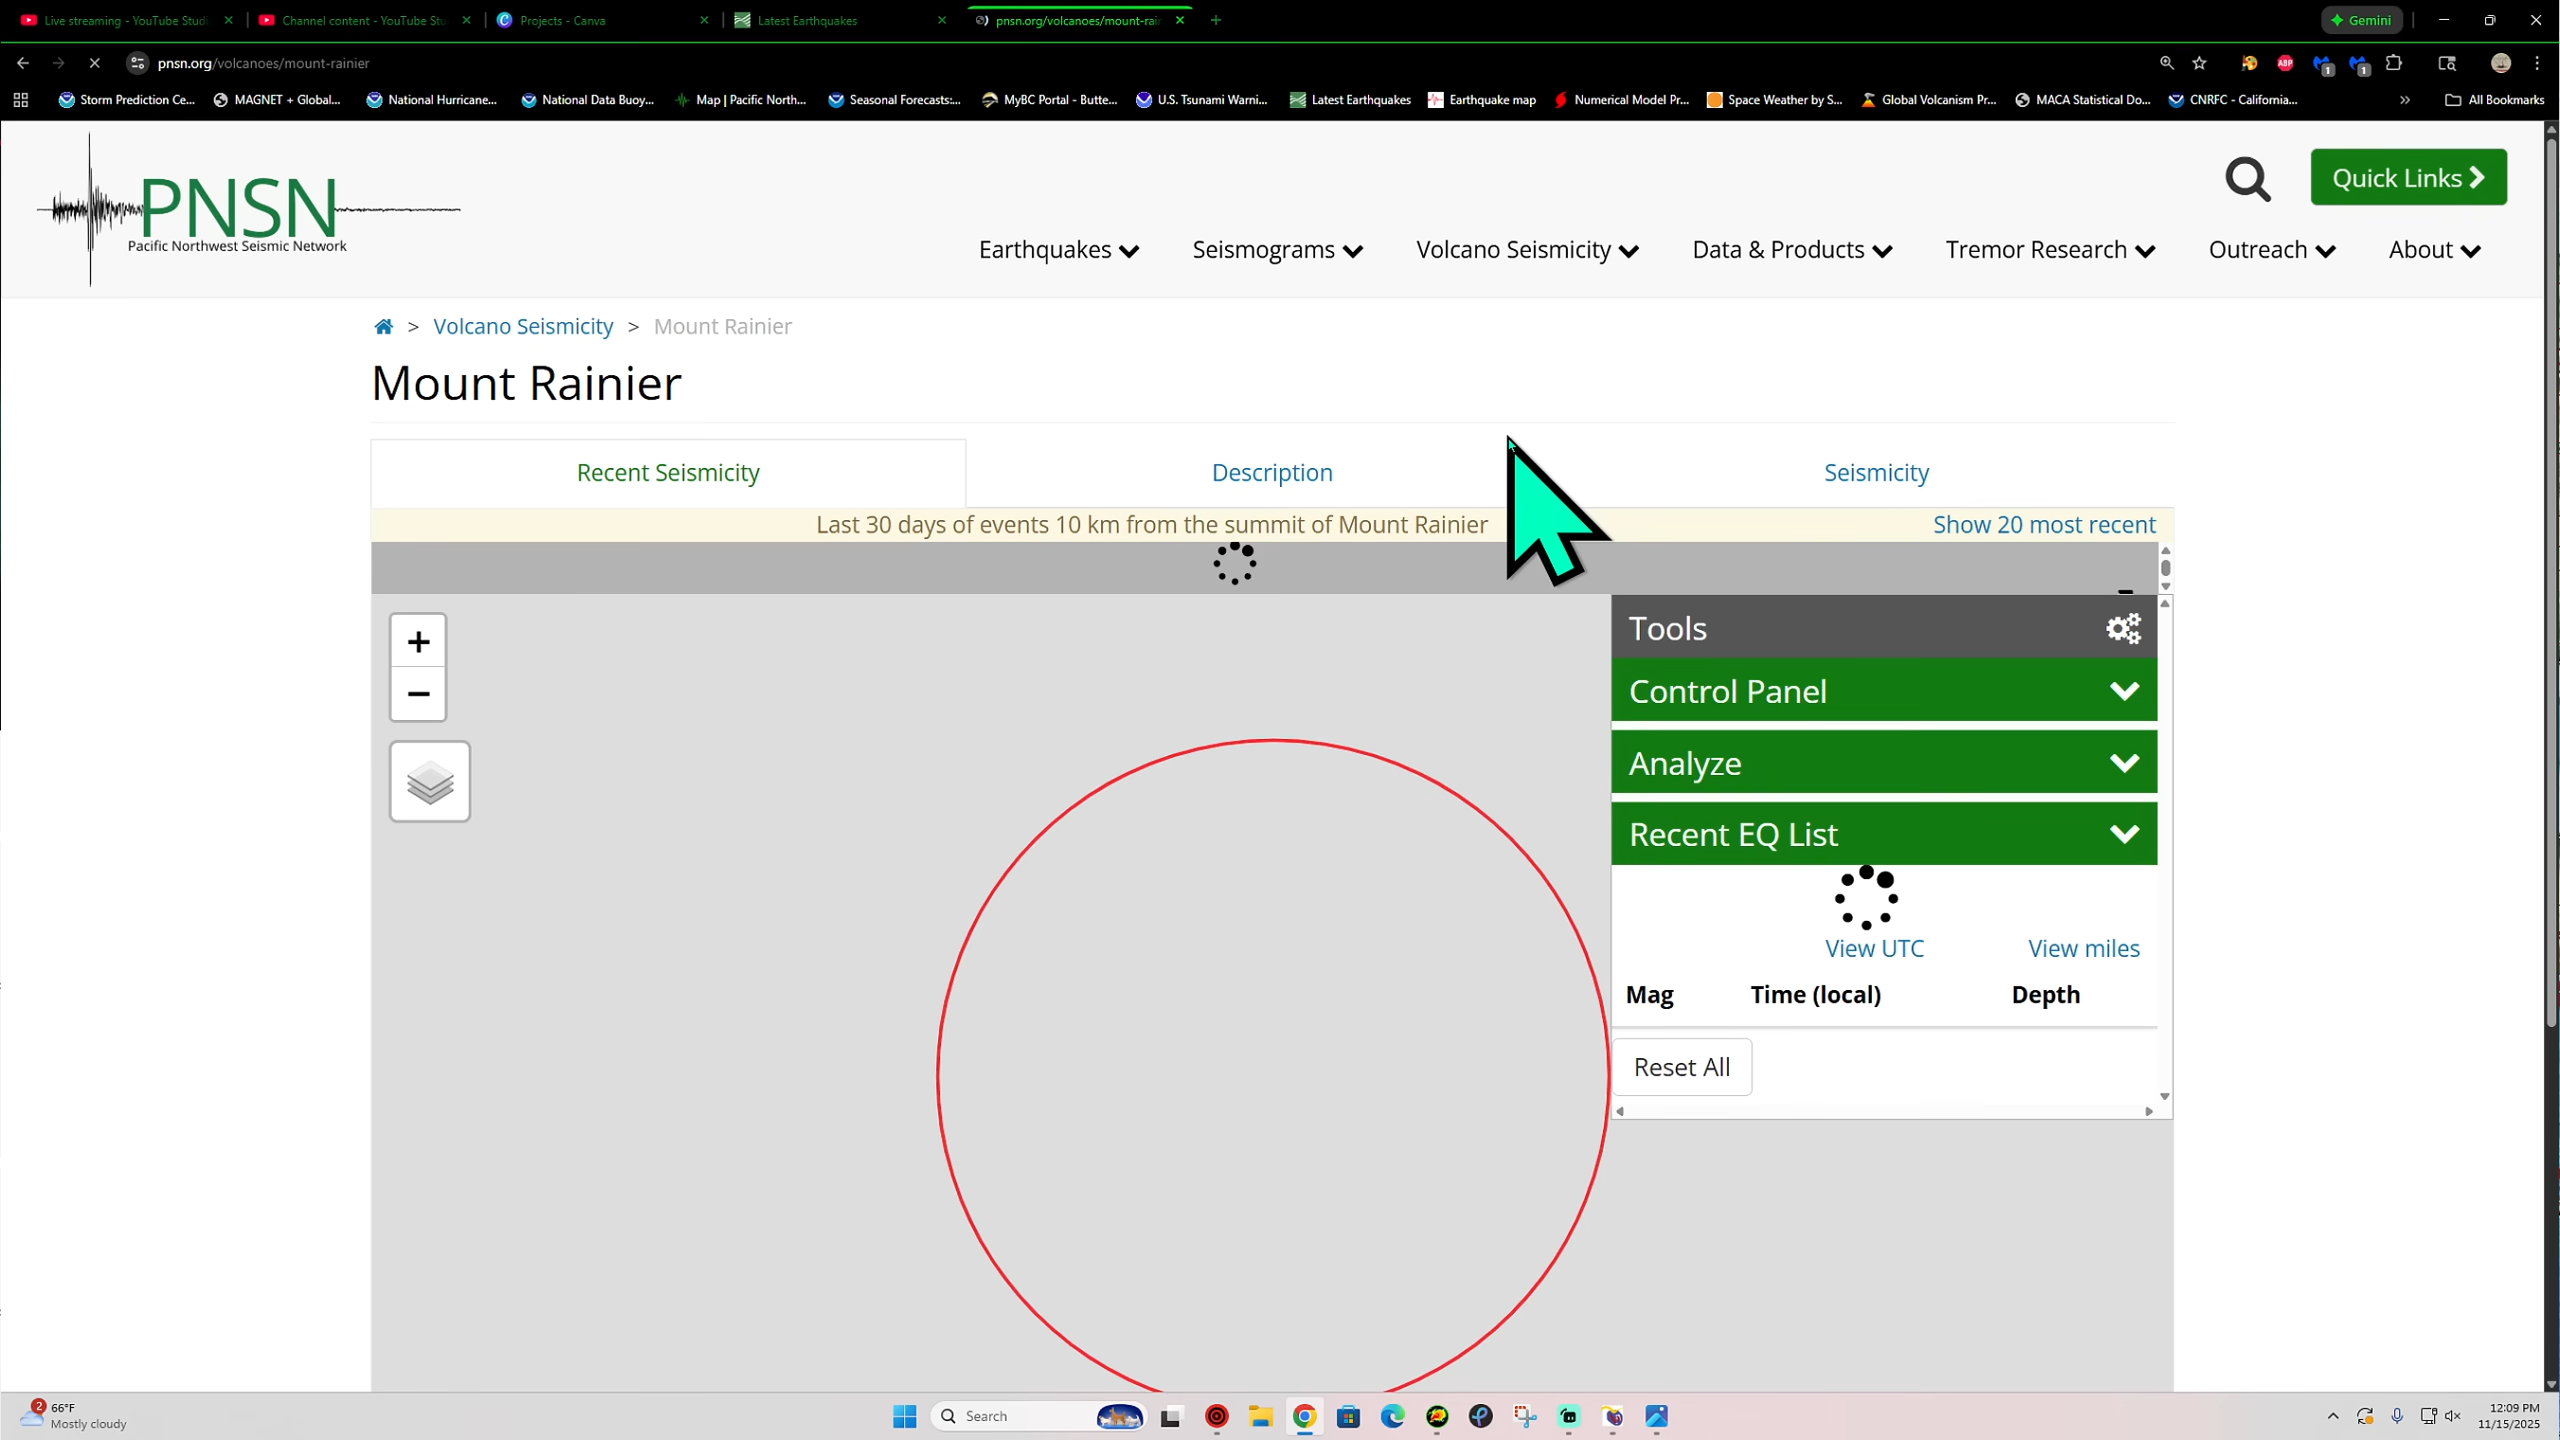 Live streaming - YouTube Studi
Channel content - YouTube Stu
Projects - Canva
Latest Earthquakes
pnsn.org/volcanoes/mount-rai
Gemini
pnsn.org/volcanoes/mount-rainier
Storm Prediction Ce...
MAGNET + Global...
National Hurricane...
National Data Buoy...
Map | Pacific North...
Seasonal Forecasts:...
MyBC Portal - Butte...
U.S. Tsunami Warni...
Latest Earthquakes
Earthquake map
Numerical Model Pr...
Space Weather by S...
Global Volcanism Pr...
MACA Statistical Do...
CNRFC - California...
All Bookmarks
PNSN
Pacific Northwest Seismic Network
Quick Links
Earthquakes
Seismograms
Volcano Seismicity
Data & Products
Tremor Research
Outreach
About
> Volcano Seismicity > Mount Rainier
Mount Rainier
Recent Seismicity
Description
Seismicity
Last 30 days of events 10 km from the summit of Mount Rainier
Show 20 most recent
+
−
Tools
Control Panel
Analyze
Recent EQ List
View UTC
View miles
Mag
Time (local)
Depth
Reset All
2
66°F
Mostly cloudy
Search
12:09 PM
11/15/2025